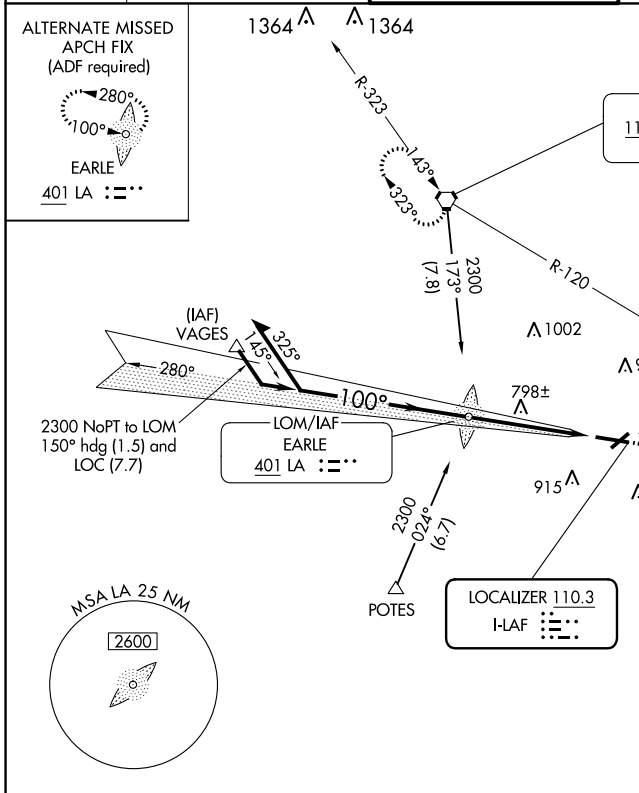 ALTERNATE MISSED
APCH FIX
(ADF required)
280°
100°
EARLE
401 LA
1364
1364
R-323
143°
323°
11
2300
173°
(7.8)
R-120
1002
9
(IAF)
VAGES
325°
145°
280°
100°
798±
2300 NoPT to LOM
150° hdg (1.5) and
LOC (7.7)
LOM/IAF
EARLE
401 LA
915
2300
024°
(6.7)
POTES
LOCALIZER 110.3
I-LAF
MSA LA 25 NM
2600